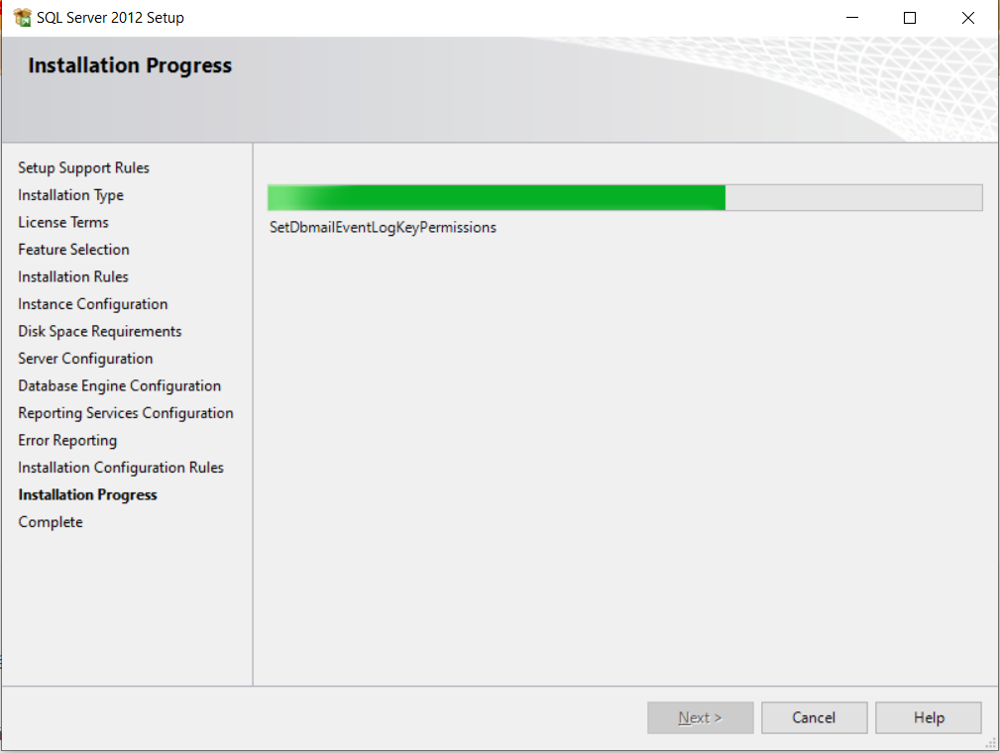 SQL Server 2012 Setup
Installation Progress
Setup Support Rules
Installation Type
License Terms
Feature Selection
Installation Rules
Instance Configuration
Disk Space Requirements
Server Configuration
Database Engine Configuration
Reporting Services Configuration
Error Reporting
Installation Configuration Rules
Installation Progress
Complete
SetDbmailEventLogKeyPermissions
Next >
Cancel
Help